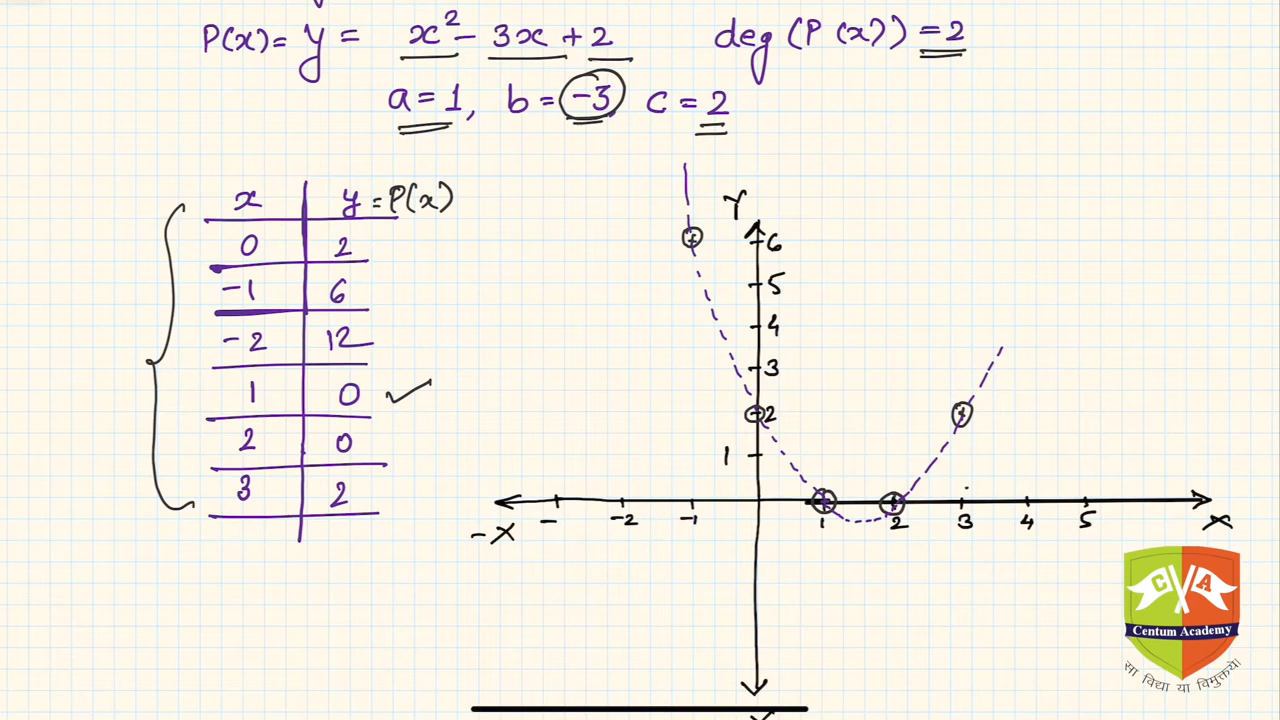 P(x) = y = x² - 3x + 2 deg (P(x)) = 2
a = 1, b = -3 c = 2
x y = P(x)
0 2
-1 6
-2 12
1 0 ✓
2 0
3 2
Y
6
5
4
3
2
1
-X - -2 -1 1 2 3 4 5 X
C A
Centum Academy
सा विद्या या विमुक्तये